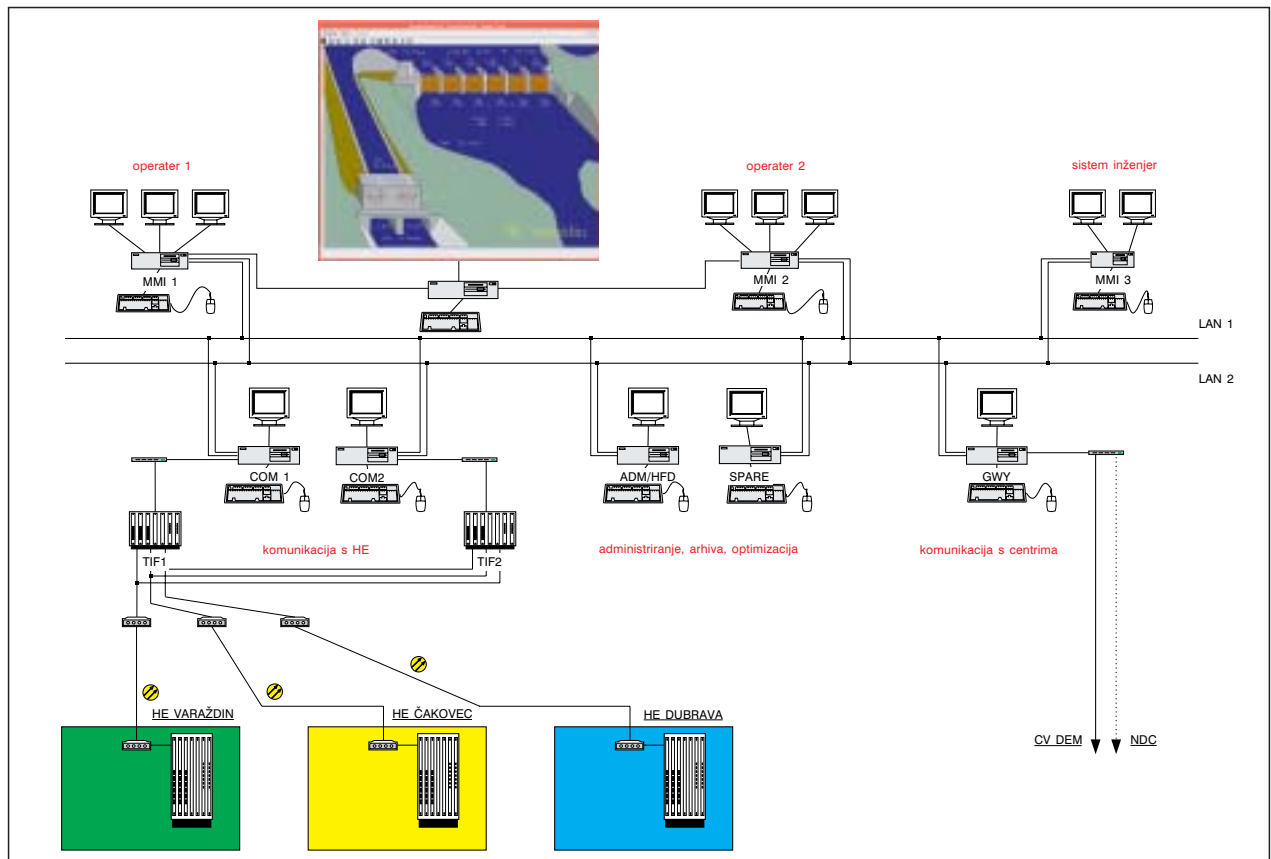 operater 1
operater 2
sistem inženjer
MMI 1
MMI 2
MMI 3
LAN 1
LAN 2
COM 1
COM2
ADM/HFD
SPARE
GWY
TIF1
TIF2
komunikacija s HE
administriranje, arhiva, optimizacija
komunikacija s centrima
HE VARAŽDIN
HE ČAKOVEC
HE DUBRAVA
CV DEM
NDC